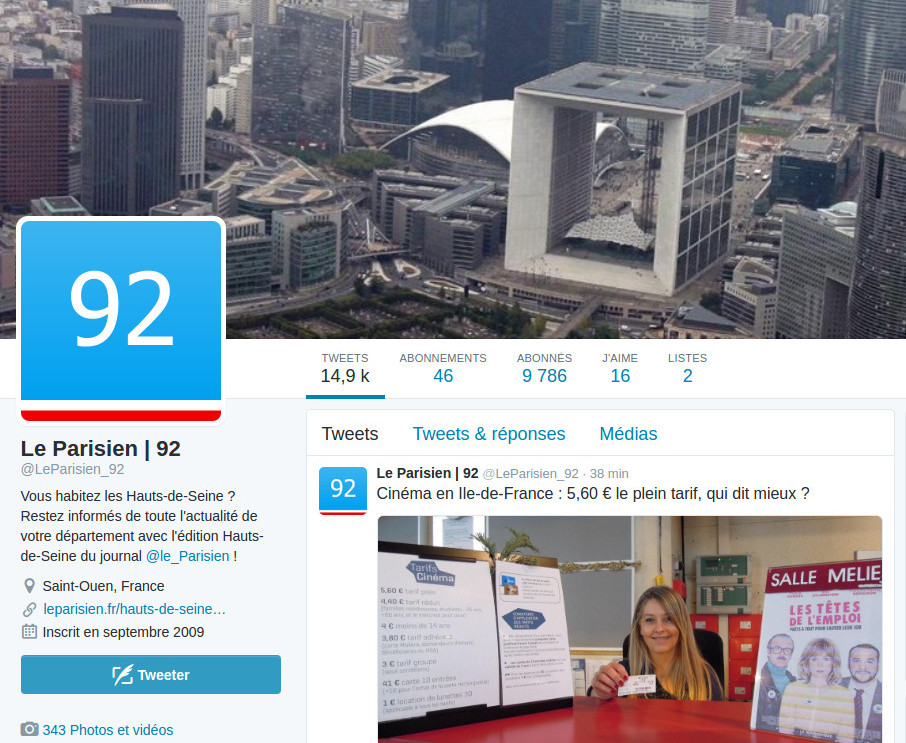 92
TWEETS ABONNEMENTS ABONNÉS J'AIME LISTES
14,9 k 46 9 786 16 2
Le Parisien | 92
@LeParisien_92
Vous habitez les Hauts-de-Seine ?
Restez informés de toute l'actualité de
votre département avec l'édition Hauts-
de-Seine du journal @le_Parisien !
Saint-Ouen, France
leparisien.fr/hauts-de-seine…
Inscrit en septembre 2009
Tweeter
343 Photos et vidéos
Tweets Tweets & réponses Médias
92
Le Parisien | 92 @LeParisien_92 · 38 min
Cinéma en Ile-de-France : 5,60 € le plein tarif, qui dit mieux ?
Tarifs
Cinéma
5,60 € tarif plein
4,40 € tarif réduit
4 € moins de 14 ans
3,80 € tarif adhérent
3 € tarif groupe
41 € carte 10 entrées
1 € location de lunettes 3D
SALLE MELIE
LES TÊTES
DE L'EMPLOI